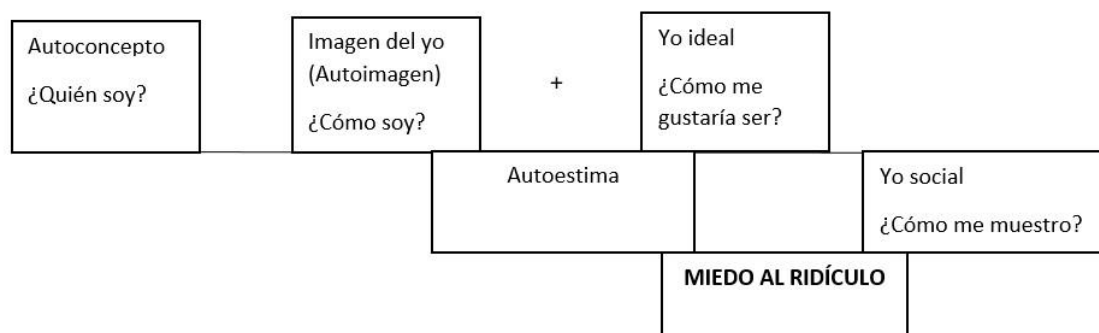 Autoconcepto
¿Quién soy?
Imagen del yo
(Autoimagen)
¿Cómo soy?
+
Yo ideal
¿Cómo me
gustaría ser?
Autoestima
Yo social
¿Cómo me muestro?
MIEDO AL RIDÍCULO